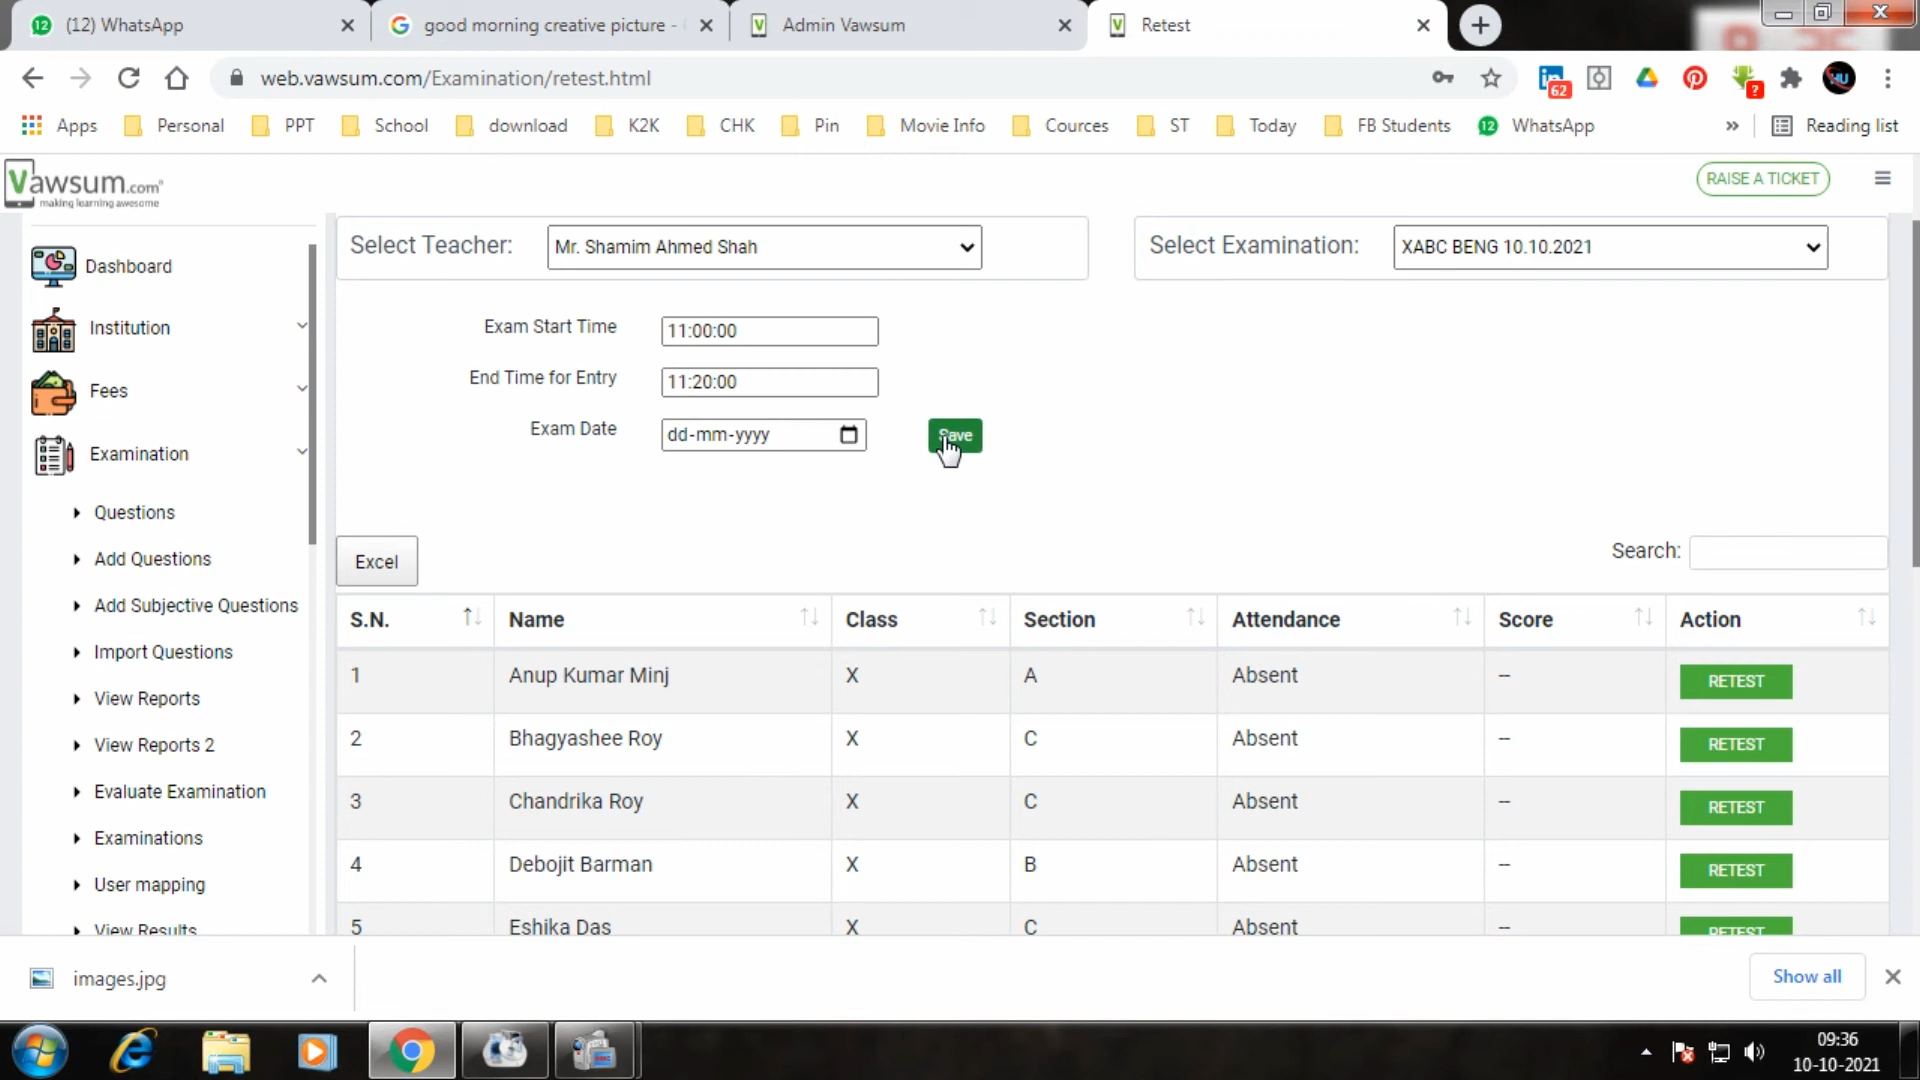 (12) WhatsApp
good morning creative picture -
Admin Vawsum
Retest
web.vawsum.com/Examination/retest.html
62
?
Apps
Personal
PPT
School
download
K2K
CHK
Pin
Movie Info
Cources
ST
Today
FB Students
12 WhatsApp
»
Reading list
Vawsum.com
making learning awesome
RAISE A TICKET
Dashboard
Institution
Fees
Examination
Questions
Add Questions
Add Subjective Questions
Import Questions
View Reports
View Reports 2
Evaluate Examination
Examinations
User mapping
View Results
Select Teacher: Mr. Shamim Ahmed Shah
Select Examination: XABC BENG 10.10.2021
Exam Start Time 11:00:00
End Time for Entry 11:20:00
Exam Date dd-mm-yyyy Save
Excel
Search:
S.N. Name Class Section Attendance Score Action
1 Anup Kumar Minj X A Absent -- RETEST
2 Bhagyashee Roy X C Absent -- RETEST
3 Chandrika Roy X C Absent -- RETEST
4 Debojit Barman X B Absent -- RETEST
5 Eshika Das X C Absent RETEST
images.jpg
Show all
09:36
10-10-2021